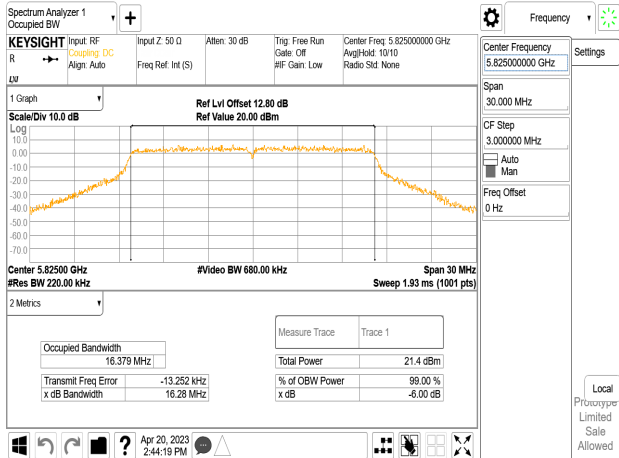 Spectrum Analyzer 1
Occupied BW
Frequency
KEYSIGHT
R
Input: RF
Coupling: DC
Align: Auto
Input Z: 50 Ω
Freq Ref: Int (S)
Atten: 30 dB
Trig: Free Run
Gate: Off
#IF Gain: Low
Center Freq: 5.825000000 GHz
Avg|Hold: 10/10
Radio Std: None
Center Frequency
5.825000000 GHz
Settings
Span
30.000 MHz
CF Step
3.000000 MHz
Auto
Man
Freq Offset
0 Hz
1 Graph
Scale/Div 10.0 dB
Ref Lvl Offset 12.80 dB
Ref Value 20.00 dBm
Log
10.0
0.00
-10.0
-20.0
-30.0
-40.0
-50.0
-60.0
-70.0
Center 5.82500 GHz
#Video BW 680.00 kHz
Span 30 MHz
#Res BW 220.00 kHz
Sweep 1.93 ms (1001 pts)
2 Metrics
Measure Trace
Trace 1
Occupied Bandwidth
16.379 MHz
Total Power
21.4 dBm
Transmit Freq Error
-13.252 kHz
% of OBW Power
99.00 %
x dB Bandwidth
16.28 MHz
x dB
-6.00 dB
Local
Prototype
Limited
Sale
Allowed
?
Apr 20, 2023
2:44:19 PM